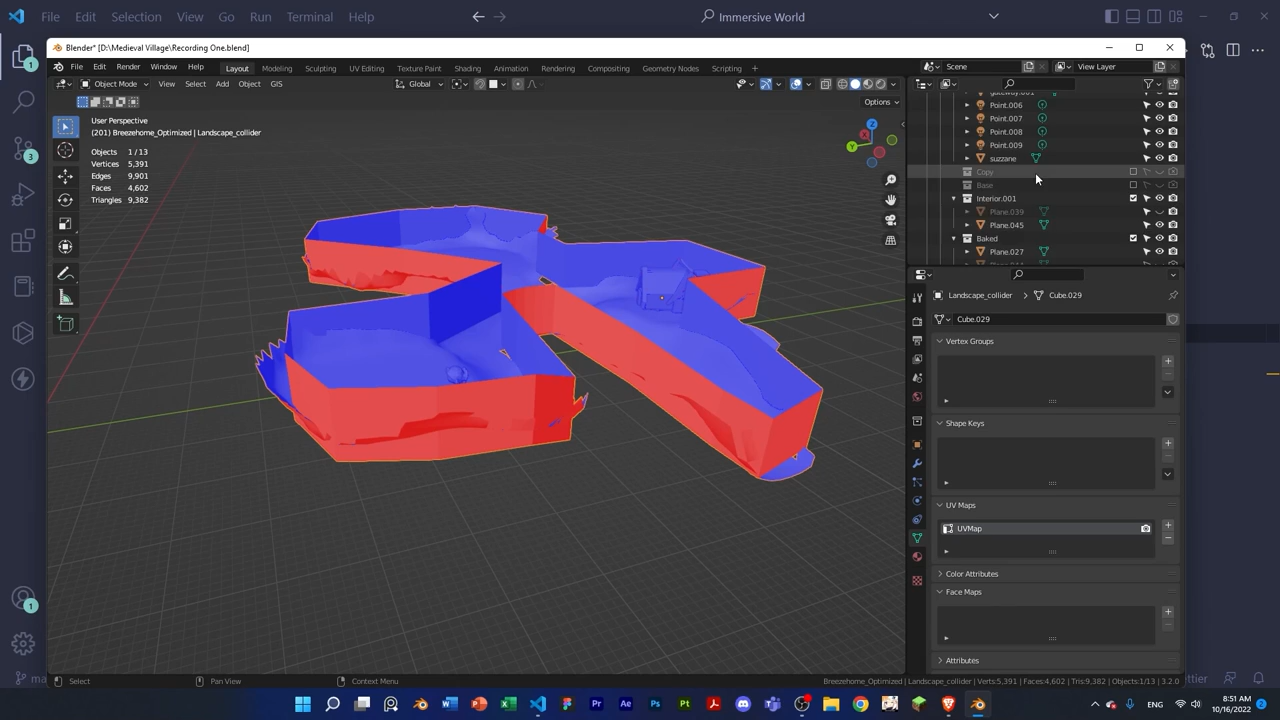 File Edit Selection View Go Run Terminal Help
Immersive World
Blender* [D:\Medieval Village\Recording One.blend]
File Edit Render Window Help
Layout Modeling Sculpting UV Editing Texture Paint Shading Animation Rendering Compositing Geometry Nodes Scripting +
Scene
View Layer
Object Mode View Select Add Object GIS
Global
Options
User Perspective
(201) Breezehome_Optimized | Landscape_collider
Objects 1 / 13
Vertices 5,391
Edges 9,901
Faces 4,602
Triangles 9,382
Z
X
Y
gateway.001
Point.006
Point.007
Point.008
Point.009
suzzane
Copy
Base
Interior.001
Plane.039
Plane.045
Baked
Plane.027
Landscape_collider > Cube.029
Cube.029
Vertex Groups
Shape Keys
UV Maps
UVMap
Color Attributes
Face Maps
Attributes
1
3
1
Select
Pan View
Context Menu
Breezehome_Optimized | Landscape_collider | Verts:5,391 | Faces:4,602 | Tris:9,382 | Objects:1/13 | 3.2.0
ettier
ENG
8:51 AM
10/16/2022
2